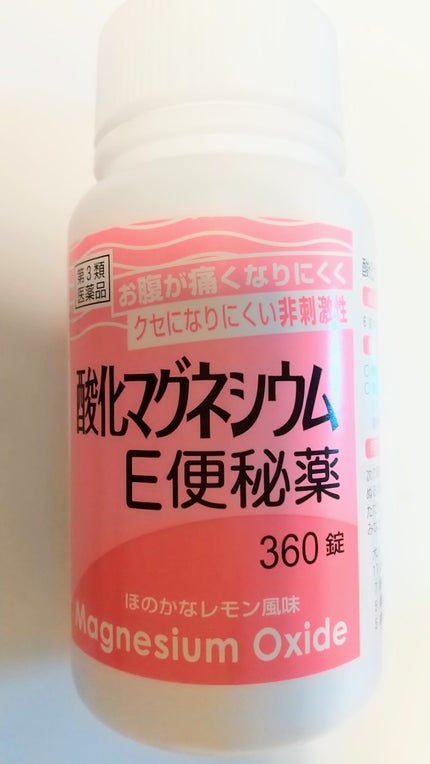 第3類
医薬品
お腹が痛くなりにくく
クセになりにくい非刺激性
酸化マグネシウム
E便秘薬
360錠
ほのかなレモン風味
Magnesium Oxide